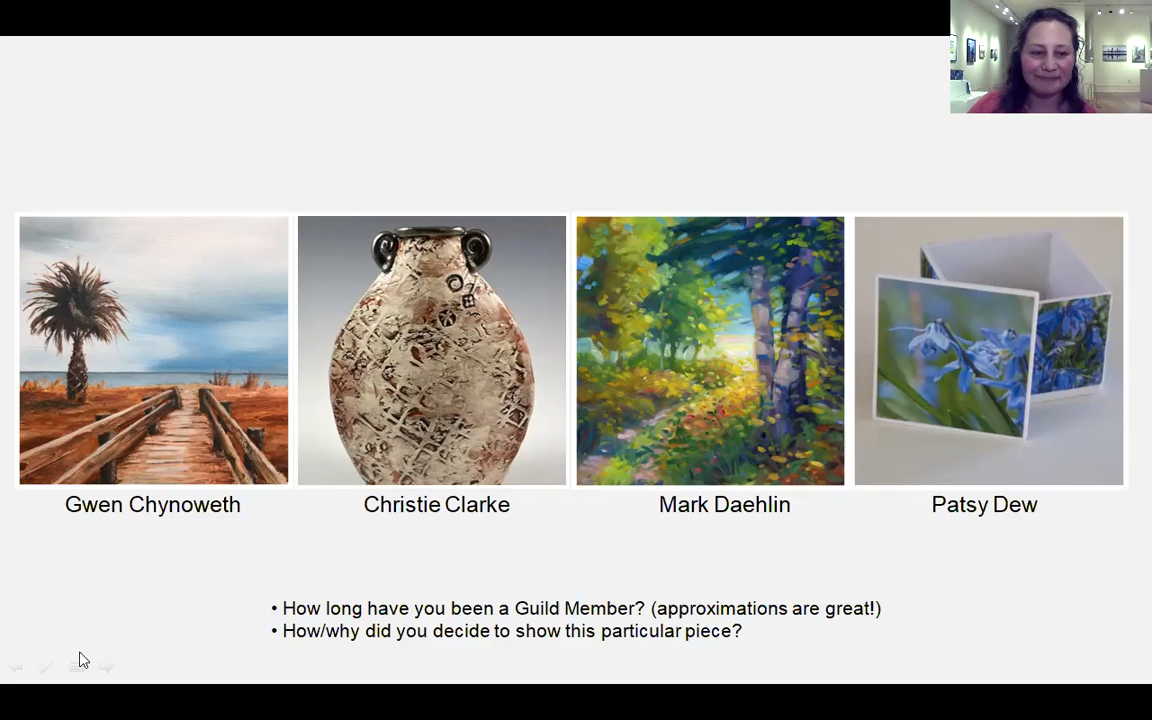 Gwen Chynoweth
Christie Clarke
Mark Daehlin
Patsy Dew
• How long have you been a Guild Member? (approximations are great!)
• How/why did you decide to show this particular piece?